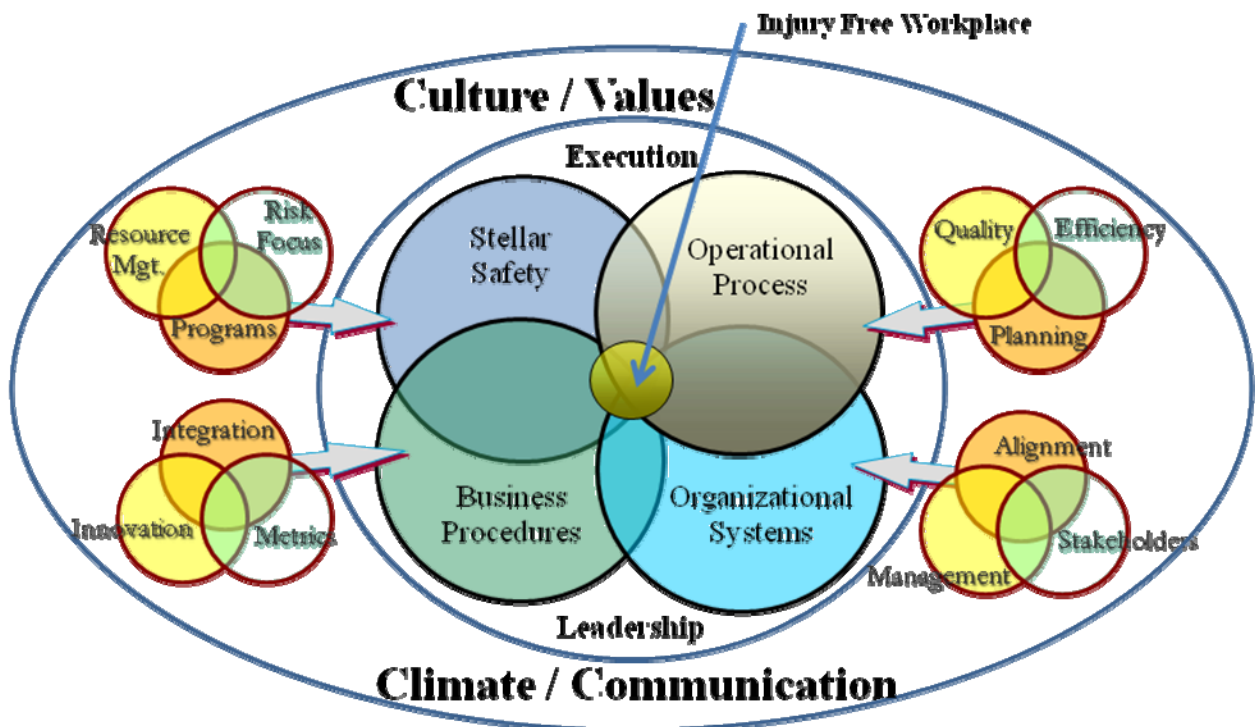 Injury Free Workplace
Culture / Values
Execution
Resource
Mgt.
Risk
Focus
Programs
Stellar
Safety
Operational
Process
Quality
Efficiency
Planning
Integration
Innovation
Metrics
Business
Procedures
Organizational
Systems
Alignment
Stakeholders
Management
Leadership
Climate / Communication